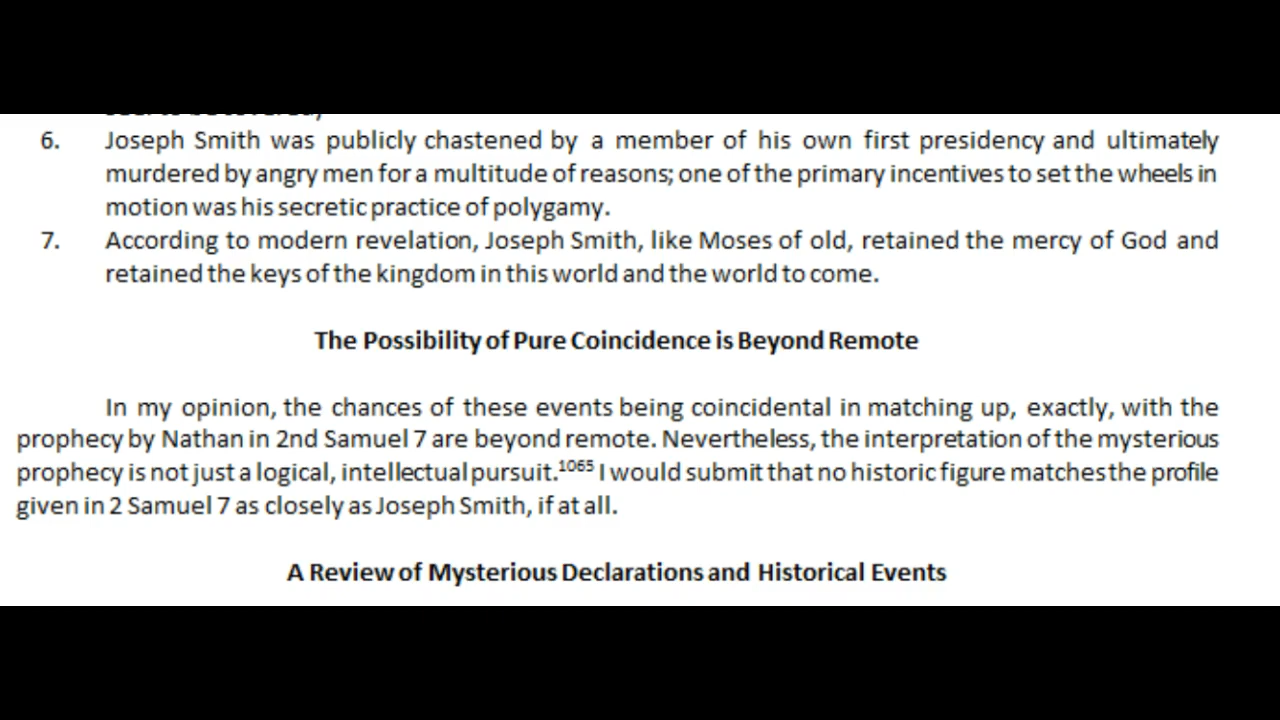 6. Joseph Smith was publicly chastened by a member of his own first presidency and ultimately
murdered by angry men for a multitude of reasons; one of the primary incentives to set the wheels in
motion was his secretic practice of polygamy.
7. According to modern revelation, Joseph Smith, like Moses of old, retained the mercy of God and
retained the keys of the kingdom in this world and the world to come.
The Possibility of Pure Coincidence is Beyond Remote
In my opinion, the chances of these events being coincidental in matching up, exactly, with the
prophecy by Nathan in 2nd Samuel 7 are beyond remote. Nevertheless, the interpretation of the mysterious
prophecy is not just a logical, intellectual pursuit.1065 I would submit that no historic figure matches the profile
given in 2 Samuel 7 as closely as Joseph Smith, if at all.
A Review of Mysterious Declarations and Historical Events